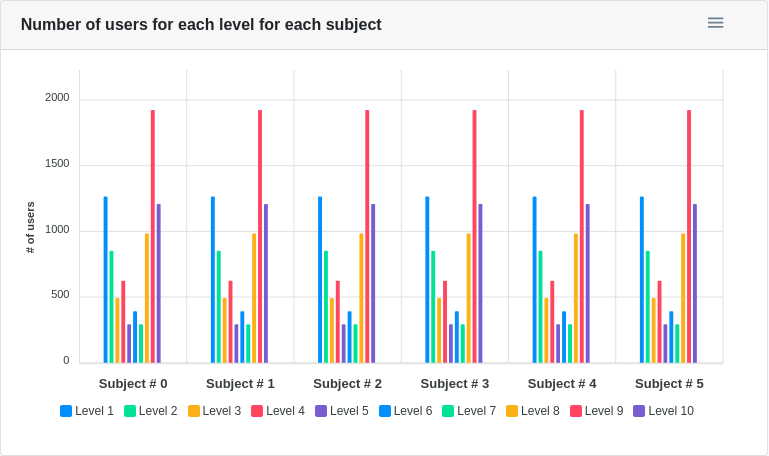 Number of users for each level for each subject
2000
1500
1000
500
0
# of users
Subject # 0 Subject # 1 Subject # 2 Subject # 3 Subject # 4 Subject # 5
Level 1 Level 2 Level 3 Level 4 Level 5 Level 6 Level 7 Level 8 Level 9 Level 10